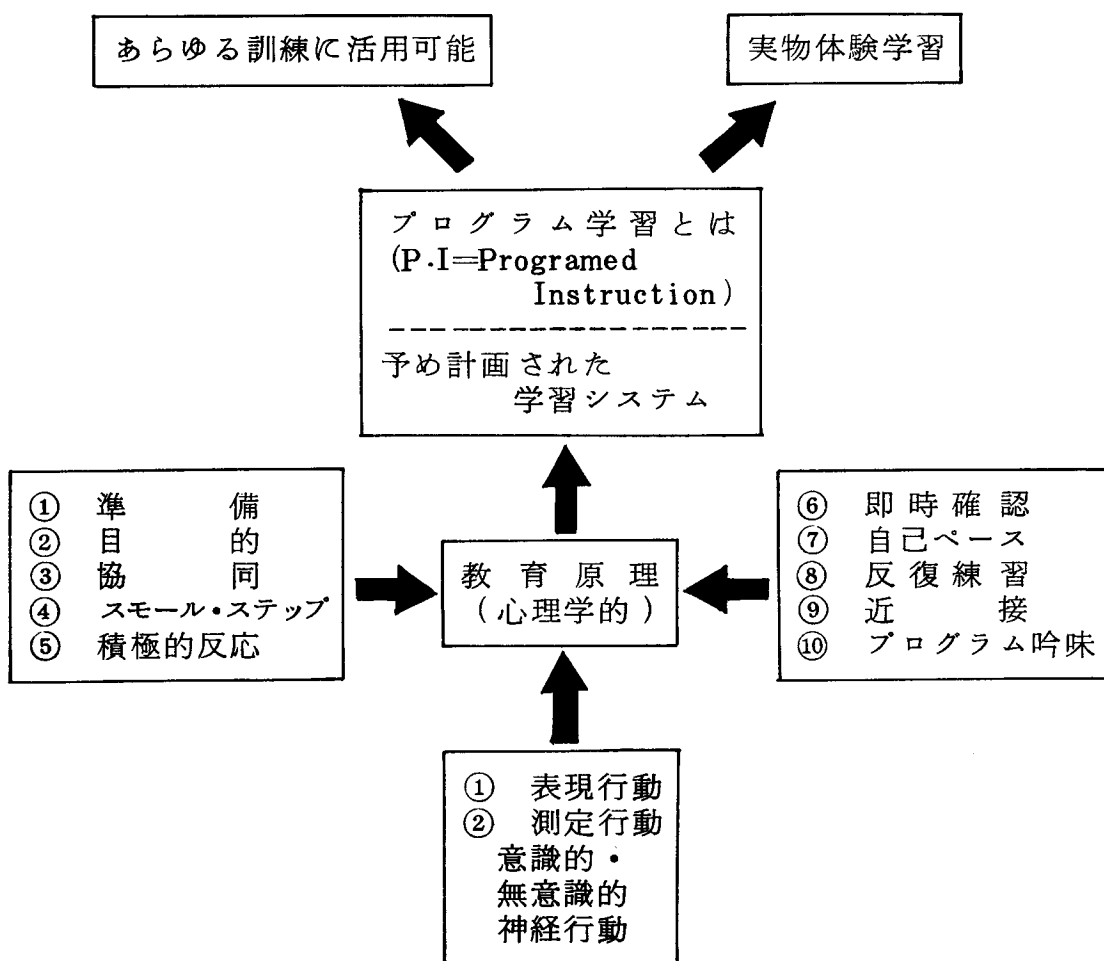 あらゆる訓練に活用可能
実物体験学習
プログラム学習とは
(P.I=Programed
Instruction)
予め計画された
学習システム
① 準備
② 目的
③ 協同
④ スモール・ステップ
⑤ 積極的反応
教育原理
(心理学的)
⑥ 即時確認
⑦ 自己ペース
⑧ 反復練習
⑨ 近接
⑩ プログラム吟味
① 表現行動
② 測定行動
意識的・
無意識的
神経行動